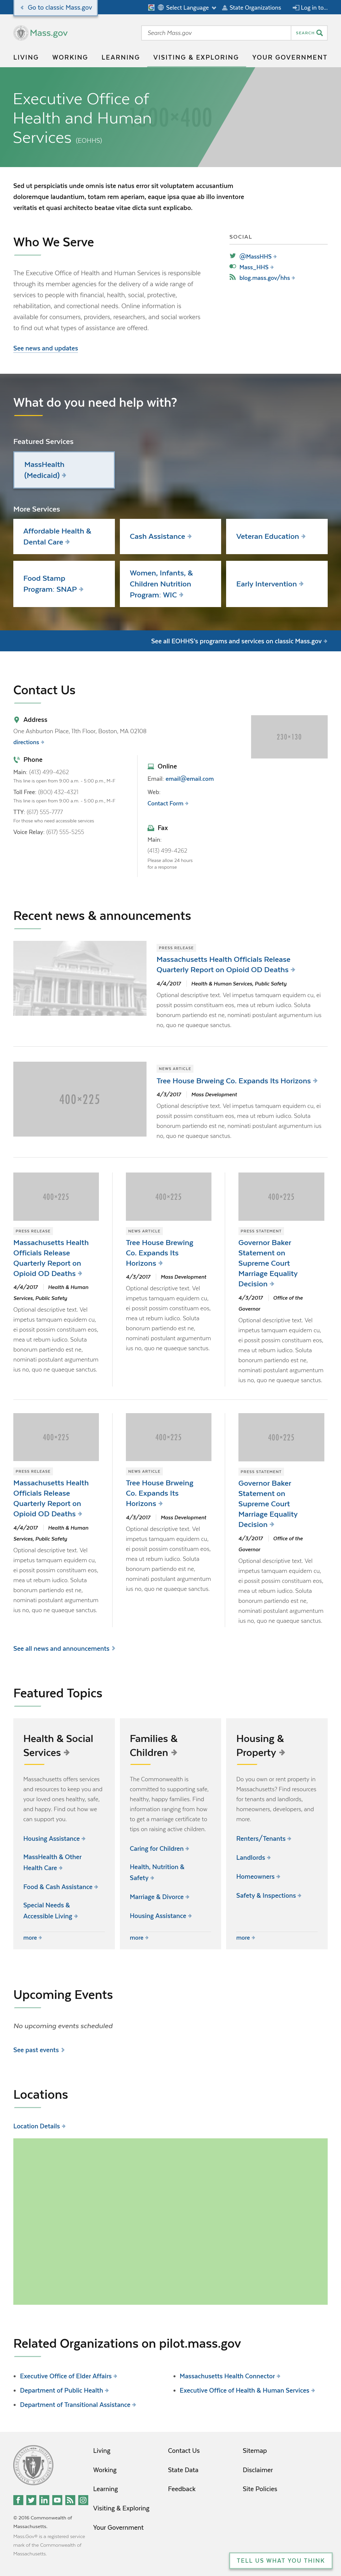 Go to classic Mass.gov
Select Language
State Organizations
Log in to...
Mass.gov
Search Mass.gov
SEARCH
LIVING
WORKING
LEARNING
VISITING & EXPLORING
YOUR GOVERNMENT
Executive Office of
Health and Human
Services (EOHHS)
Sed ut perspiciatis unde omnis iste natus error sit voluptatem accusantium
doloremque laudantium, totam rem aperiam, eaque ipsa quae ab illo inventore
veritatis et quasi architecto beatae vitae dicta sunt explicabo.
Who We Serve
The Executive Office of Health and Human Services is responsible
through its member agencies for the delivery of a wide range of
services to people with financial, health, social, protective,
rehabilitation, and correctional needs. Online information is
available for consumers, providers, researchers, and social workers
to find out what types of assistance are offered.
See news and updates
SOCIAL
@MassHHS
Mass_HHS
blog.mass.gov/hhs
What do you need help with?
Featured Services
MassHealth
(Medicaid)
More Services
Affordable Health &
Dental Care
Cash Assistance
Veteran Education
Food Stamp
Program: SNAP
Women, Infants, &
Children Nutrition
Program: WIC
Early Intervention
See all EOHHS's programs and services on classic Mass.gov
Contact Us
Address
One Ashburton Place, 11th Floor, Boston, MA 02108
directions
Phone
Main: (413) 499-4262
This line is open from 9:00 a.m. - 5:00 p.m., M-F
Toll Free: (800) 432-4321
This line is open from 9:00 a.m. - 5:00 p.m., M-F
TTY: (617) 555-7777
For those who need accessible services
Voice Relay: (617) 555-5255
Online
Email: email@email.com
Web:
Contact Form
Fax
Main:
(413) 499-4262
Please allow 24 hours
for a response
230×130
Recent news & announcements
PRESS RELEASE
Massachusetts Health Officials Release
Quarterly Report on Opioid OD Deaths
4/4/2017 Health & Human Services, Public Safety
Optional descriptive text. Vel impetus tamquam equidem cu, ei
possit dipisim possim constituam eos, mea ut rebum iudico. Soluta
bonorum partiendo est ne, nominati postulant argumentum ius
no, quo ne quaeque sanctus.
400×225
NEWS ARTICLE
Tree House Brweing Co. Expands Its Horizons
4/3/2017 Mass Development
Optional descriptive text. Vel impetus tamquam equidem cu, ei
possit dipisim possim constituam eos, mea ut rebum iudico. Soluta
bonorum partiendo est ne, nominati postulant argumentum ius
no, quo ne quaeque sanctus.
400×225
PRESS RELEASE
Massachusetts Health
Officials Release
Quarterly Report on
Opioid OD Deaths
4/4/2017 Health & Human
Services, Public Safety
Optional descriptive text. Vel
impetus tamquam equidem cu,
ei possit possim constituam eos,
mea ut rebum iudico. Soluta
bonorum partiendo est ne,
nominati postulant argumentum
ius no, quo ne quaeque sanctus.
400×225
NEWS ARTICLE
Tree House Brewing
Co. Expands Its
Horizons
4/3/2017 Mass Development
Optional descriptive text. Vel
impetus tamquam equidem cu,
ei possit possim constituam eos,
mea ut rebum iudico. Soluta
bonorum partiendo est ne,
nominati postulant argumentum
ius no, quo ne quaeque sanctus.
400×225
PRESS STATEMENT
Governor Baker
Statement on
Supreme Court
Marriage Equality
Decision
4/3/2017 Office of the
Governor
Optional descriptive text. Vel
impetus tamquam equidem cu,
ei possit possim constituam eos,
mea ut rebum iudico. Soluta
bonorum partiendo est ne,
nominati postulant argumentum
ius no, quo ne quaeque sanctus.
400×225
PRESS RELEASE
Massachusetts Health
Officials Release
Quarterly Report on
Opioid OD Deaths
4/4/2017 Health & Human
Services, Public Safety
Optional descriptive text. Vel
impetus tamquam equidem cu,
ei possit possim constituam eos,
mea ut rebum iudico. Soluta
bonorum partiendo est ne,
nominati postulant argumentum
ius no, quo ne quaeque sanctus.
400×225
NEWS ARTICLE
Tree House Brweing
Co. Expands Its
Horizons
4/3/2017 Mass Development
Optional descriptive text. Vel
impetus tamquam equidem cu,
ei possit possim constituam eos,
mea ut rebum iudico. Soluta
bonorum partiendo est ne,
nominati postulant argumentum
ius no, quo ne quaeque sanctus.
400×225
PRESS STATEMENT
Governor Baker
Statement on
Supreme Court
Marriage Equality
Decision
4/3/2017 Office of the
Governor
Optional descriptive text. Vel
impetus tamquam equidem cu,
ei possit possim constituam eos,
mea ut rebum iudico. Soluta
bonorum partiendo est ne,
nominati postulant argumentum
ius no, quo ne quaeque sanctus.
See all news and announcements
Featured Topics
Health & Social
Services
Massachusetts offers services
and resources to keep you and
your loved ones healthy, safe,
and happy. Find out how we
can support you.
Housing Assistance
MassHealth & Other
Health Care
Food & Cash Assistance
Special Needs &
Accessible Living
more
Families &
Children
The Commonwealth is
committed to supporting safe,
healthy, happy families. Find
information ranging from how
to get a marriage certificate to
tips on raising active children.
Caring for Children
Health, Nutrition &
Safety
Marriage & Divorce
Housing Assistance
more
Housing &
Property
Do you own or rent property in
Massachusetts? Find resources
for tenants and landlords,
homeowners, developers, and
more.
Renters/Tenants
Landlords
Homeowners
Safety & Inspections
more
Upcoming Events
No upcoming events scheduled
See past events
Locations
Location Details
Related Organizations on pilot.mass.gov
Executive Office of Elder Affairs
Department of Public Health
Department of Transitional Assistance
Massachusetts Health Connector
Executive Office of Health & Human Services
© 2016 Commonwealth of
Massachusetts.
Mass.Gov® is a registered service
mark of the Commonwealth of
Massachusetts.
Living
Working
Learning
Visiting & Exploring
Your Government
Contact Us
State Data
Feedback
Sitemap
Disclaimer
Site Policies
TELL US WHAT YOU THINK